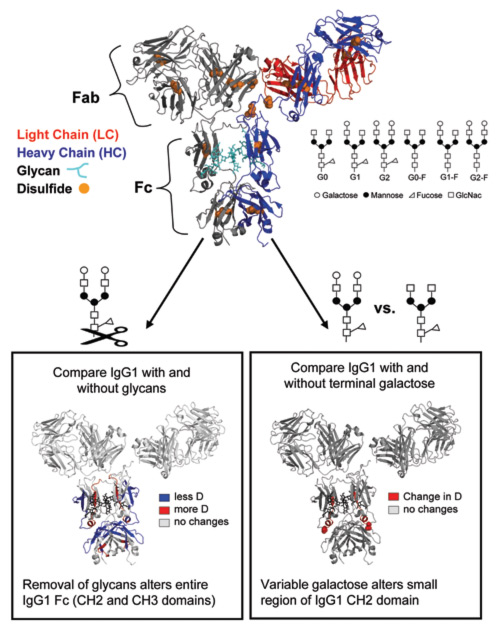 Fab
Light Chain (LC)
Heavy Chain (HC)
Glycan
Disulfide
Fc
G0 G1 G2 G0-F G1-F G2-F
Galactose Mannose Fucose GlcNac
vs.
Compare IgG1 with and
without glycans
less D
more D
no changes
Removal of glycans alters entire
IgG1 Fc (CH2 and CH3 domains)
Compare IgG1 with and
without terminal galactose
Change in D
no changes
Variable galactose alters small
region of IgG1 CH2 domain